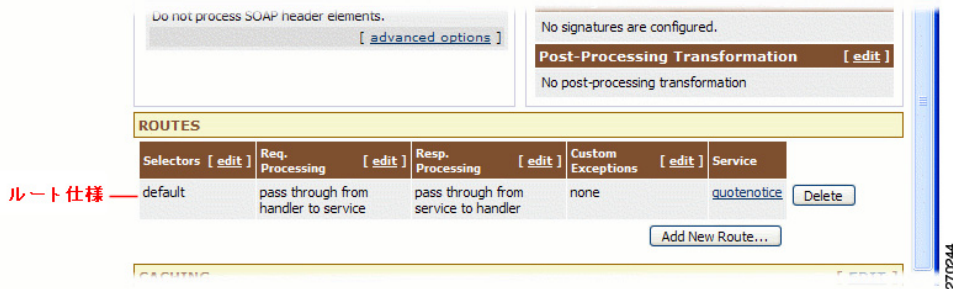 Do not process SOAP header elements.
[ advanced options ]
No signatures are configured.
Post-Processing Transformation [ edit ]
No post-processing transformation
ROUTES
Selectors [ edit ] Req. Processing [ edit ] Resp. Processing [ edit ] Custom Exceptions [ edit ] Service
ルート仕様
default pass through from handler to service pass through from service to handler none quotenotice Delete
Add New Route...
CACHING [ EDIT ]
270244